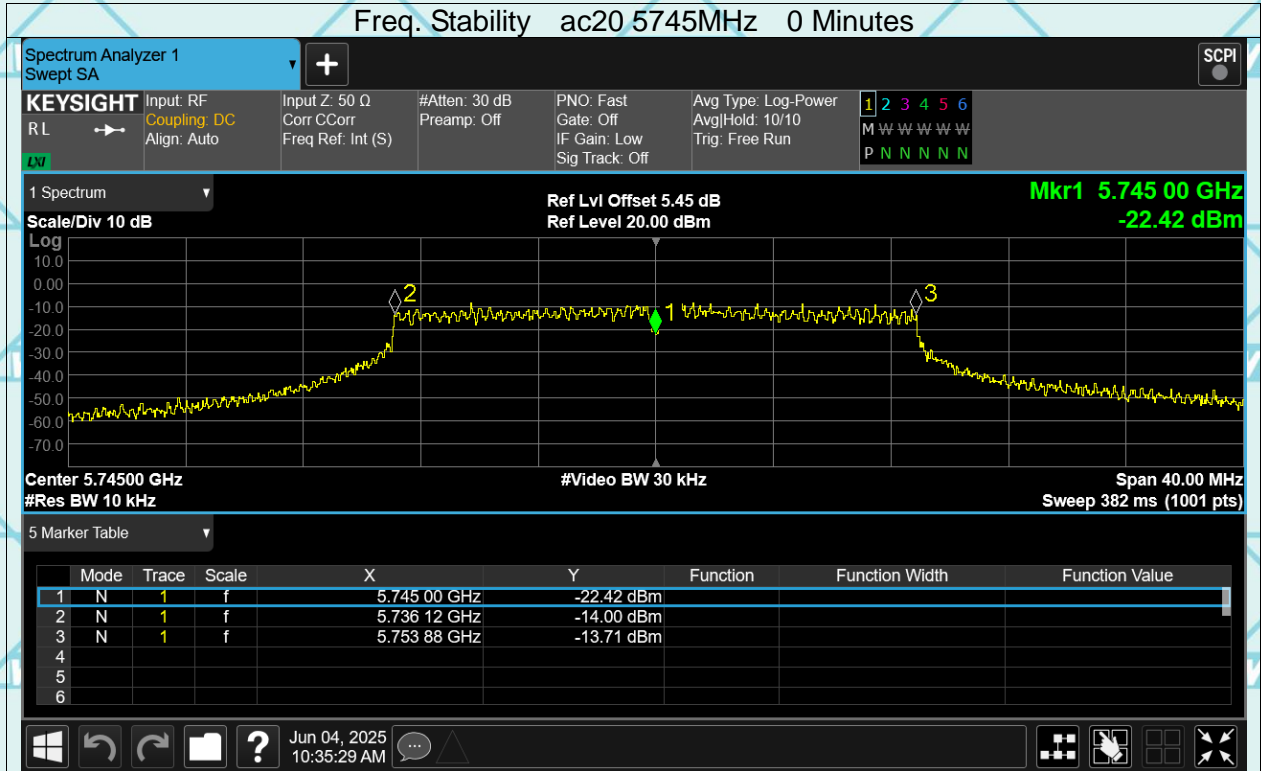 Freq. Stability ac20 5745MHz 0 Minutes
Spectrum Analyzer 1
Swept SA
SCPI
KEYSIGHT
RL
LXI
Input: RF
Coupling: DC
Align: Auto
Input Z: 50 Ω
Corr CCorr
Freq Ref: Int (S)
#Atten: 30 dB
Preamp: Off
PNO: Fast
Gate: Off
IF Gain: Low
Sig Track: Off
Avg Type: Log-Power
Avg|Hold: 10/10
Trig: Free Run
1 2 3 4 5 6
M W W W W W W
P N N N N N N
1 Spectrum
Scale/Div 10 dB
Ref Lvl Offset 5.45 dB
Ref Level 20.00 dBm
Mkr1 5.745 00 GHz
-22.42 dBm
Log
10.0
0.00
-10.0
-20.0
-30.0
-40.0
-50.0
-60.0
-70.0
2
1
3
Center 5.74500 GHz
#Video BW 30 kHz
Span 40.00 MHz
#Res BW 10 kHz
Sweep 382 ms (1001 pts)
5 Marker Table
Mode Trace Scale X Y Function Function Width Function Value
1 N 1 f 5.745 00 GHz -22.42 dBm
2 N 1 f 5.736 12 GHz -14.00 dBm
3 N 1 f 5.753 88 GHz -13.71 dBm
4
5
6
?
Jun 04, 2025
10:35:29 AM